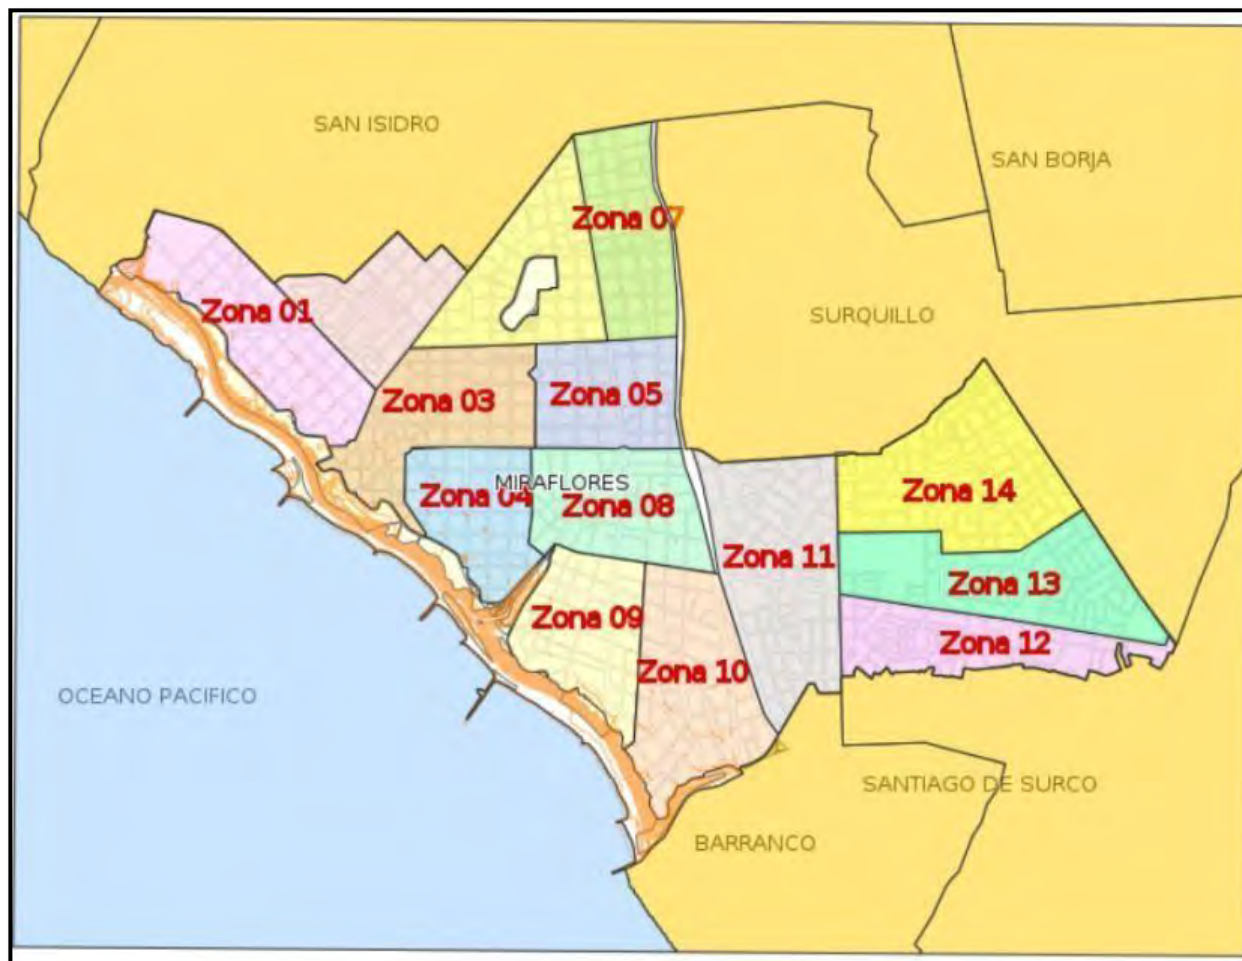 SAN ISIDRO
SAN BORJA
Zona 07
Zona 01
SURQUILLO
Zona 03
Zona 05
MIRAFLORES
Zona 04
Zona 08
Zona 14
Zona 11
Zona 13
Zona 09
Zona 12
Zona 10
OCEANO PACIFICO
SANTIAGO DE SURCO
BARRANCO